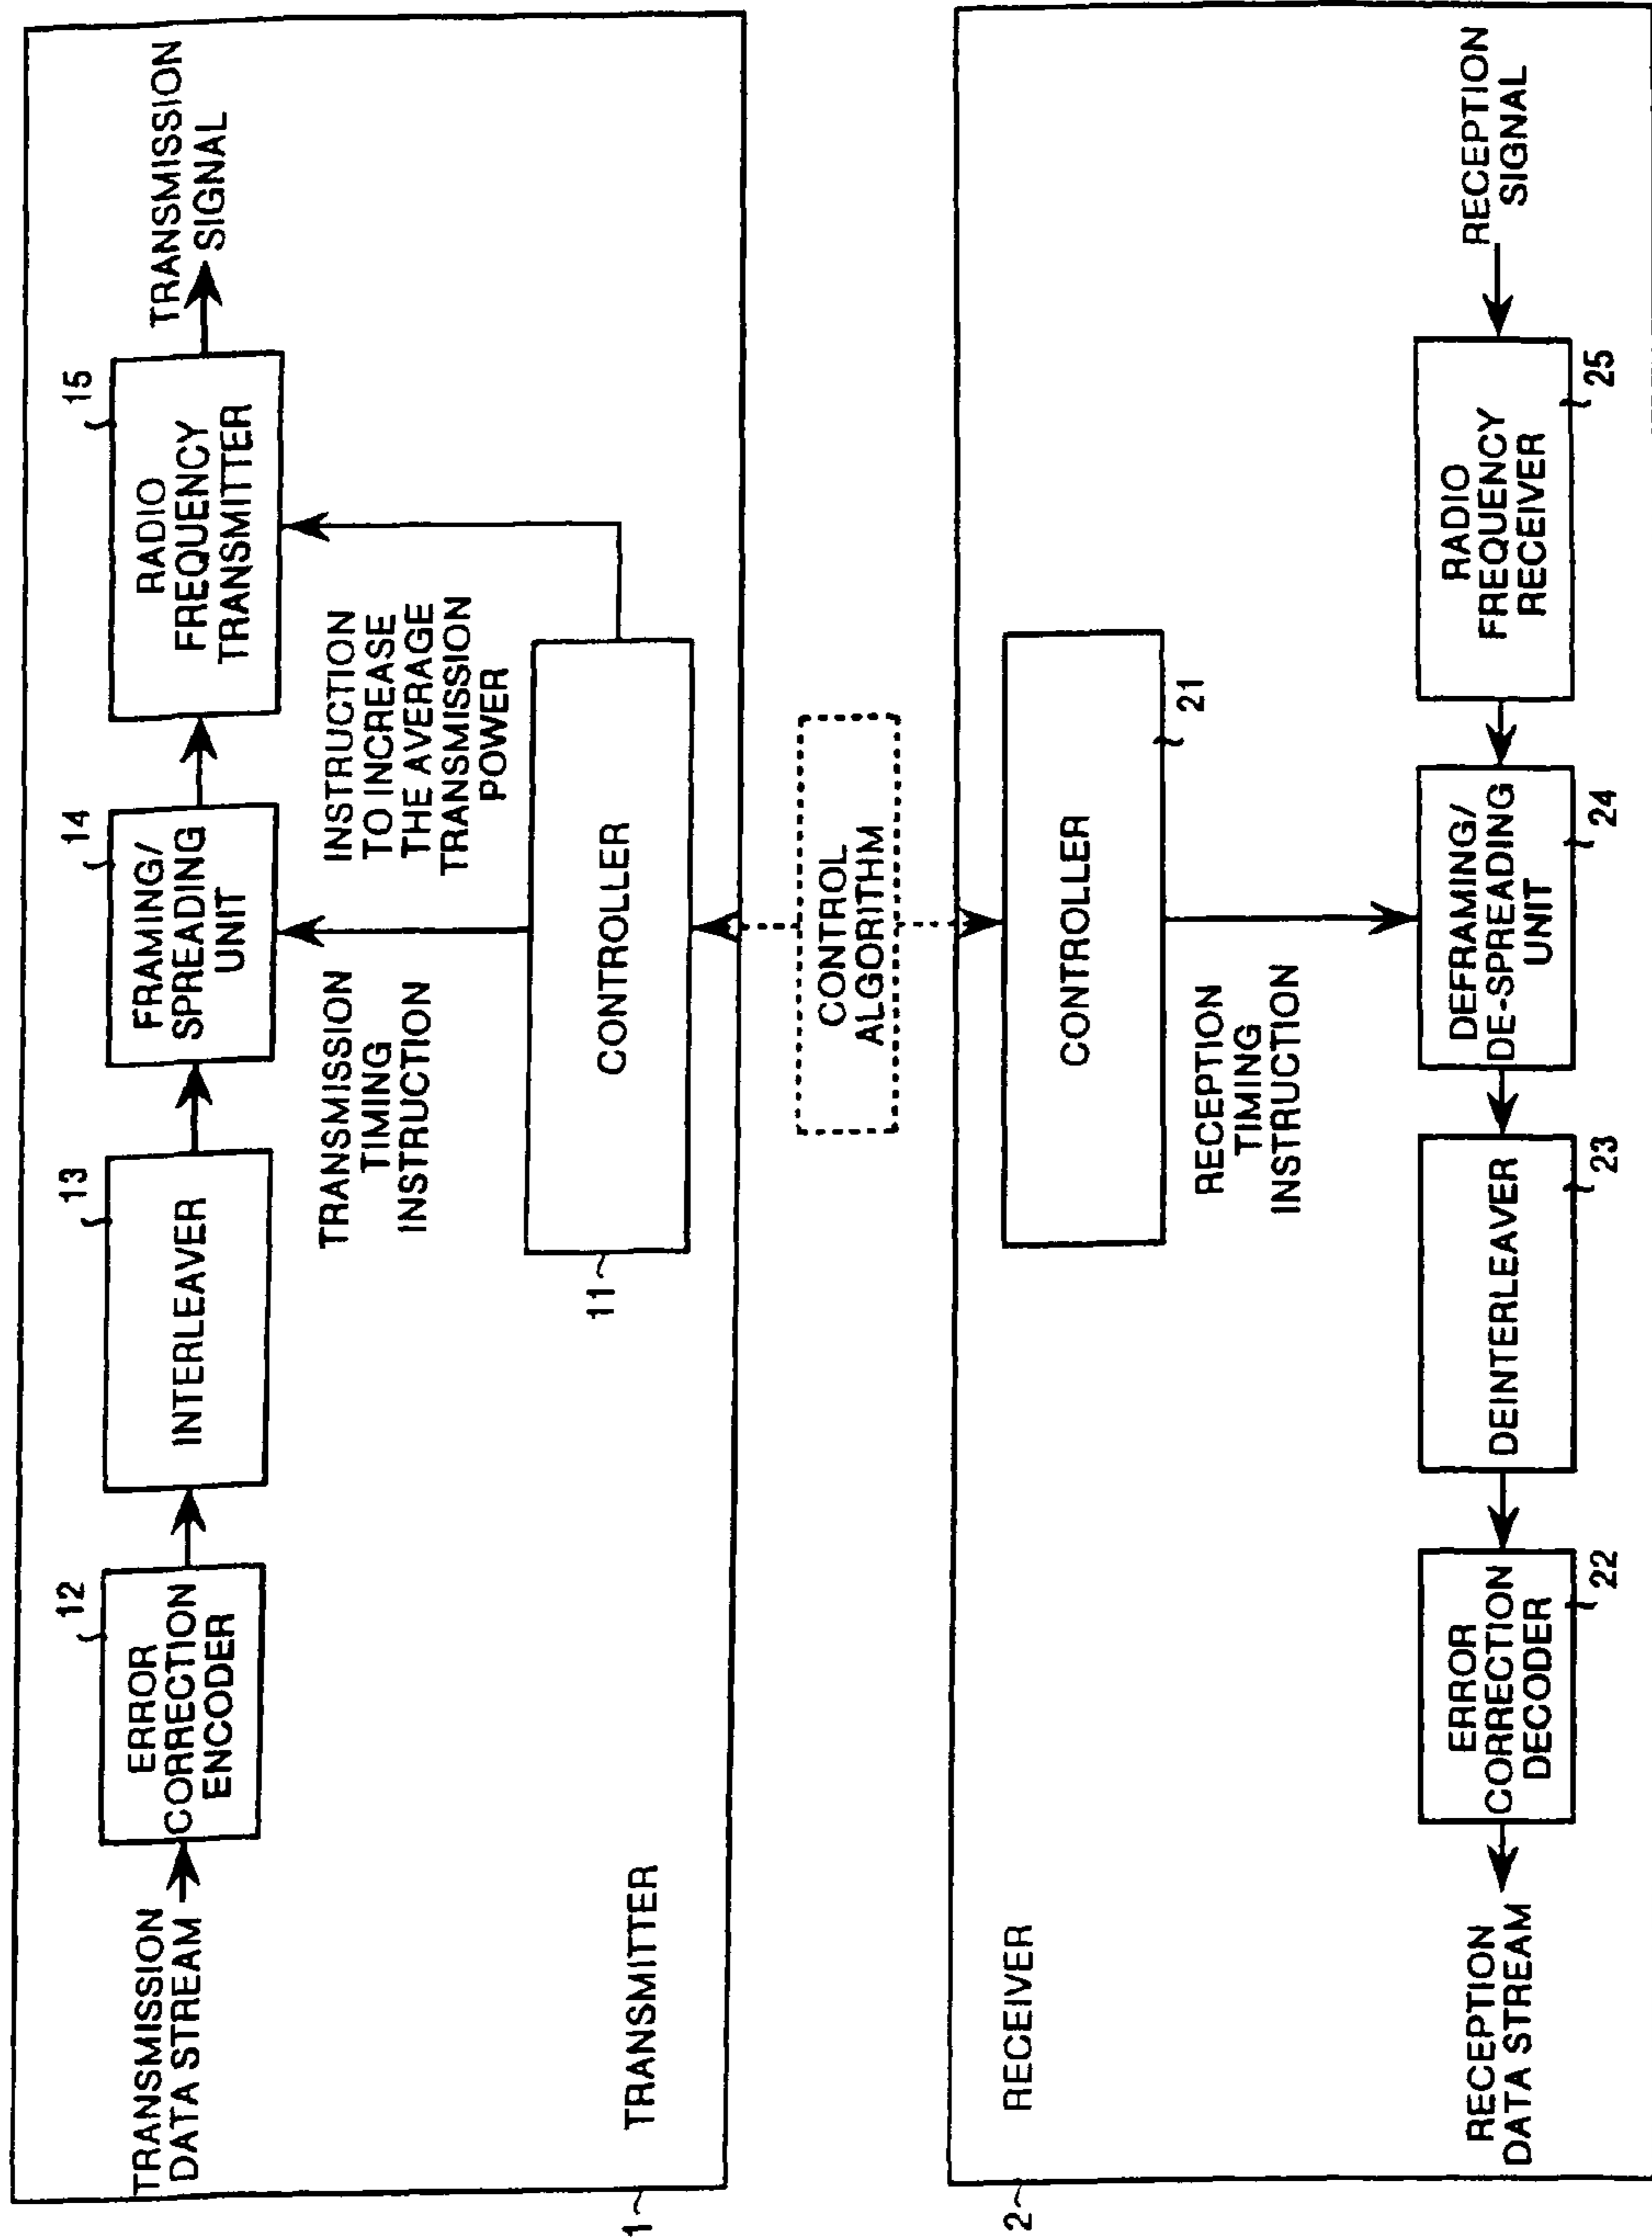 TRANSMISSION
DATA STREAM
12
ERROR
CORRECTION
ENCODER
13
INTERLEAVER
14
FRAMING/
SPREADING
UNIT
15
RADIO
FREQUENCY
TRANSMITTER
TRANSMISSION
SIGNAL
TRANSMISSION
TIMING
INSTRUCTION
INSTRUCTION
TO INCREASE
THE AVERAGE
TRANSMISSION
POWER
11
CONTROLLER
TRANSMITTER
1
CONTROL
ALGORITHM
RECEIVER
2
CONTROLLER
21
RECEPTION
TIMING
INSTRUCTION
RECEPTION
DATA STREAM
ERROR
CORRECTION
DECODER
22
DEINTERLEAVER
23
DEFRAMING/
DE-SPREADING
UNIT
24
RADIO
FREQUENCY
RECEIVER
25
RECEPTION
SIGNAL